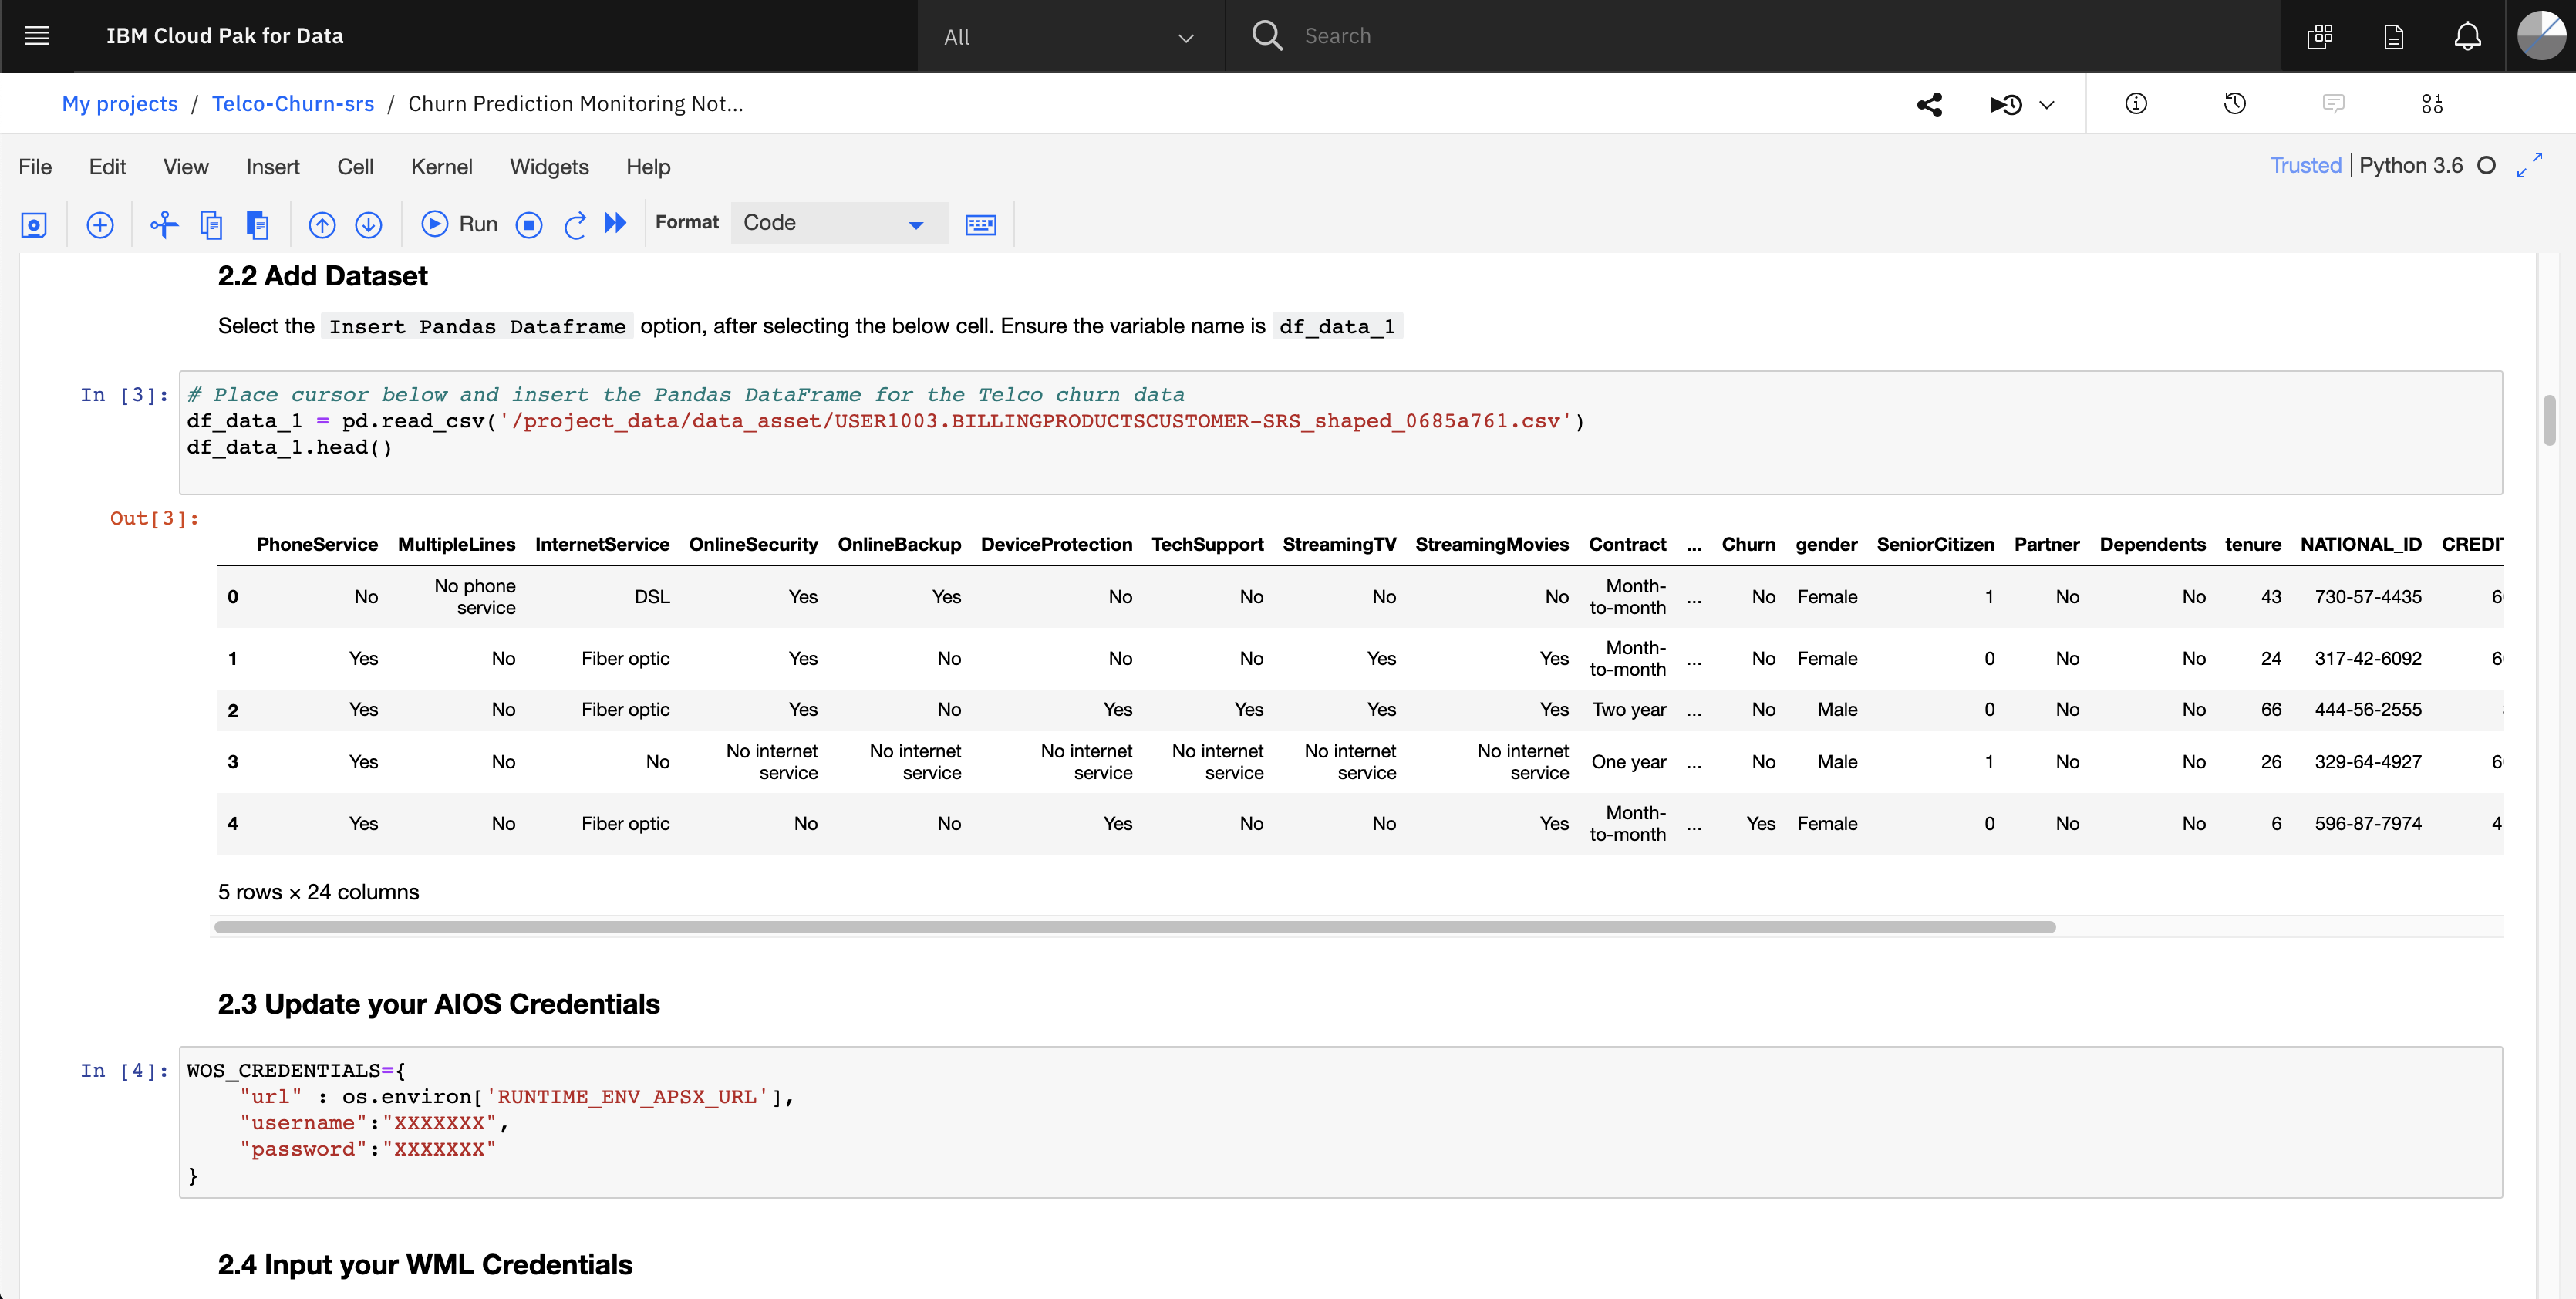 IBM Cloud Pak for Data
All
Search
My projects / Telco-Churn-srs / Churn Prediction Monitoring Not...
File Edit View Insert Cell Kernel Widgets Help
Trusted | Python 3.6
Run
Format Code
2.2 Add Dataset
Select the Insert Pandas Dataframe option, after selecting the below cell. Ensure the variable name is df_data_1
In [3]: # Place cursor below and insert the Pandas DataFrame for the Telco churn data
df_data_1 = pd.read_csv('/project_data/data_asset/USER1003.BILLINGPRODUCTSCUSTOMER-SRS_shaped_0685a761.csv')
df_data_1.head()
Out[3]:
PhoneService MultipleLines InternetService OnlineSecurity OnlineBackup DeviceProtection TechSupport StreamingTV StreamingMovies Contract ... Churn gender SeniorCitizen Partner Dependents tenure NATIONAL_ID CREDIT
0 No No phone service DSL Yes Yes No No No No Month-to-month ... No Female 1 No No 43 730-57-4435 6
1 Yes No Fiber optic Yes No No No Yes Yes Month-to-month ... No Female 0 No No 24 317-42-6092 6
2 Yes No Fiber optic Yes No Yes Yes Yes Yes Two year ... No Male 0 No No 66 444-56-2555
3 Yes No No No internet service No internet service No internet service No internet service No internet service No internet service One year ... No Male 1 No No 26 329-64-4927 6
4 Yes No Fiber optic No No Yes No No Yes Month-to-month ... Yes Female 0 No No 6 596-87-7974 4
5 rows × 24 columns
2.3 Update your AIOS Credentials
In [4]: WOS_CREDENTIALS={
"url" : os.environ['RUNTIME_ENV_APSX_URL'],
"username":"XXXXXXX",
"password":"XXXXXXX"
}
2.4 Input your WML Credentials